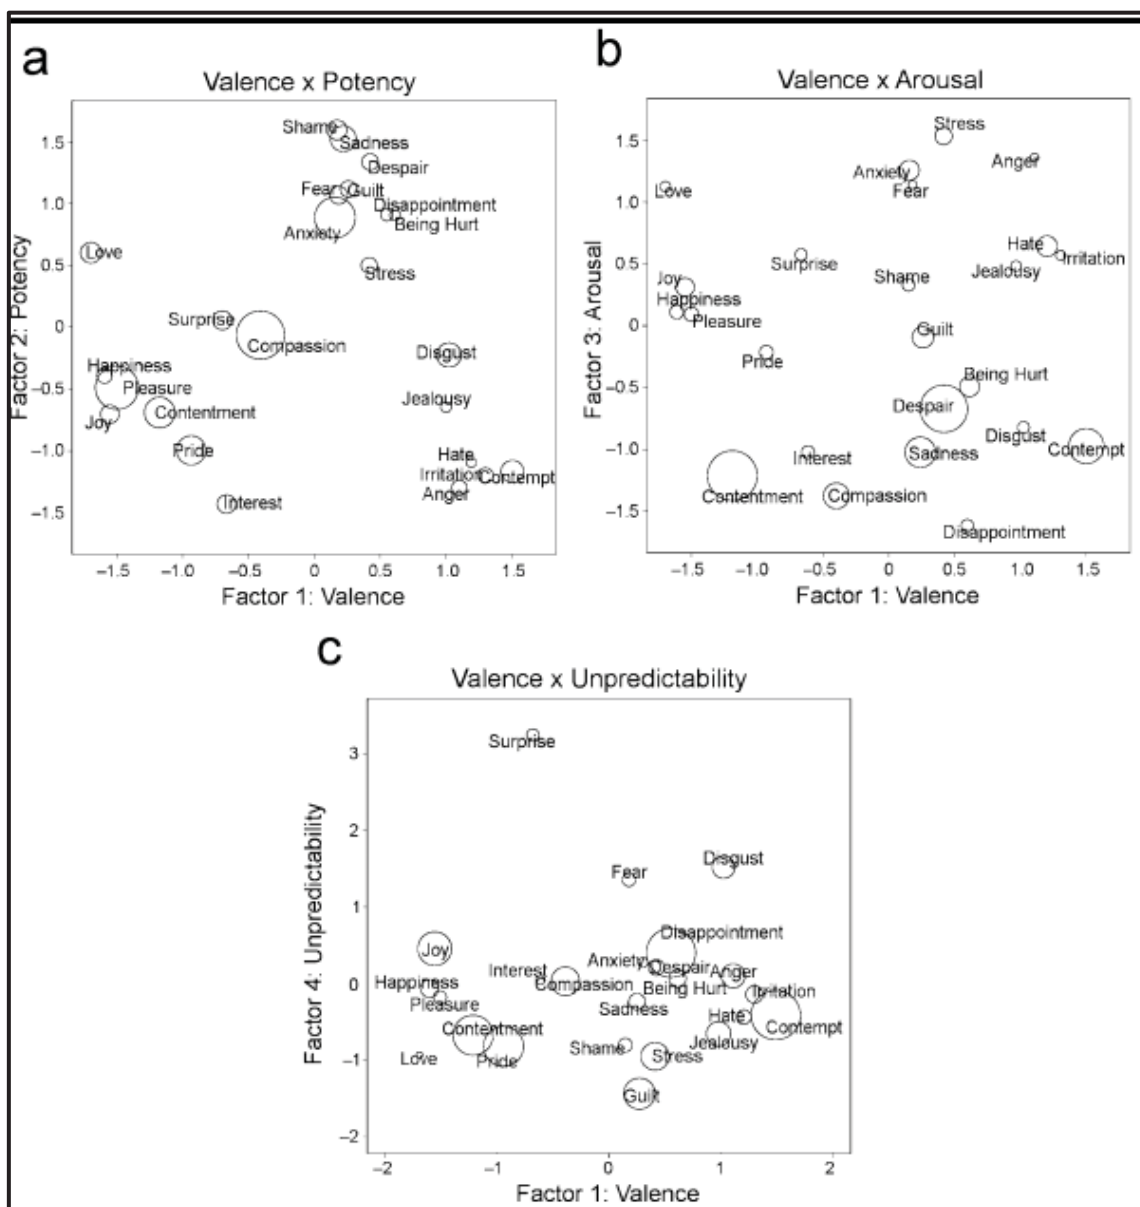 a
Valence x Potency
Factor 2: Potency
1.5
1.0
0.5
0
−0.5
−1.0
−1.5
Shame
Sadness
Despair
Fear
Guilt
Disappointment
Being Hurt
Anxiety
Love
Stress
Surprise
Compassion
Disgust
Happiness
Pleasure
Jealousy
Contentment
Joy
Pride
Hate
Irritation
Contempt
Anger
Interest
−1.5 −1.0 −0.5 0 0.5 1.0 1.5
Factor 1: Valence
b
Valence x Arousal
Factor 3: Arousal
1.5
1.0
0.5
0
−0.5
−1.0
−1.5
Stress
Anger
Anxiety
Fear
Love
Hate
Irritation
Surprise
Jealousy
Shame
Joy
Happiness
Pleasure
Guilt
Pride
Being Hurt
Despair
Disgust
Contempt
Interest
Sadness
Contentment
Compassion
Disappointment
−1.5 −1.0 −0.5 0 0.5 1.0 1.5
Factor 1: Valence
c
Valence x Unpredictability
Factor 4: Unpredictability
3
2
1
0
−1
−2
Surprise
Disgust
Fear
Disappointment
Joy
Anxiety
Despair
Interest
Anger
Happiness
Compassion
Being Hurt
Irritation
Pleasure
Sadness
Hate
Contempt
Contentment
Jealousy
Shame
Love
Pride
Stress
Guilt
−2 −1 0 1 2
Factor 1: Valence